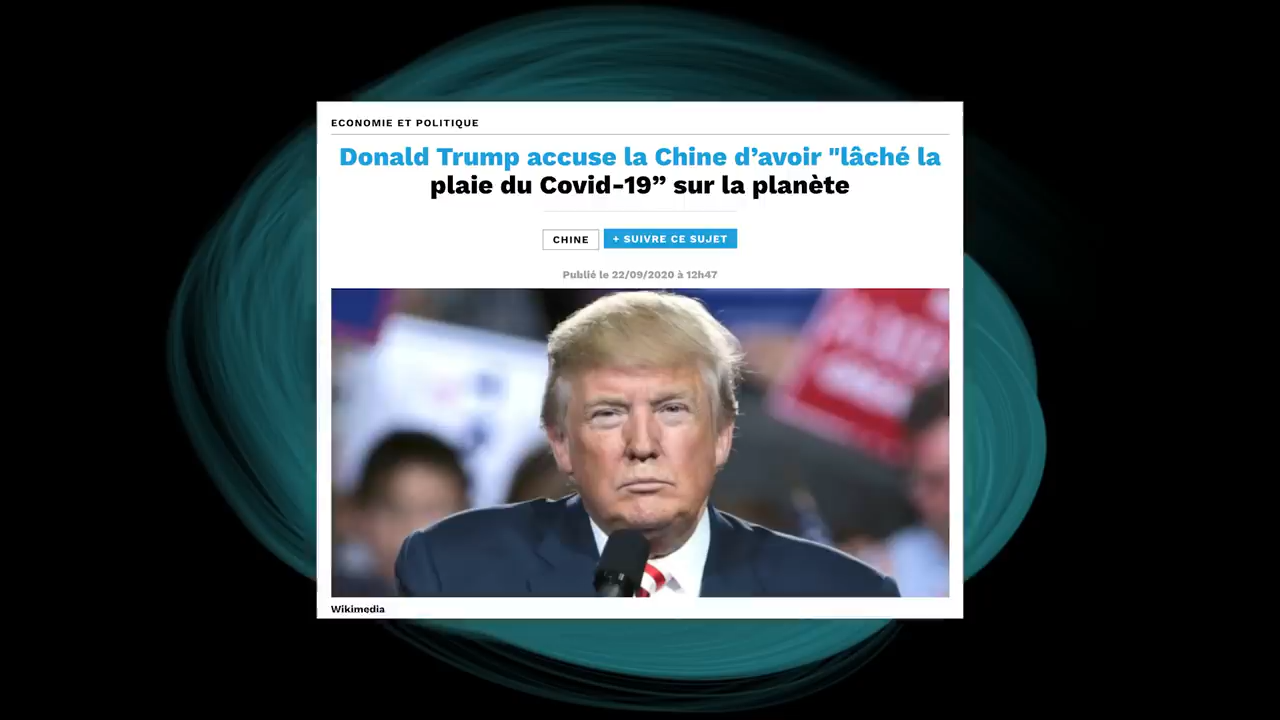 ECONOMIE ET POLITIQUE
Donald Trump accuse la Chine d’avoir "lâché la
plaie du Covid-19” sur la planète
CHINE
+ SUIVRE CE SUJET
Publié le 22/09/2020 à 12h47
Wikimedia